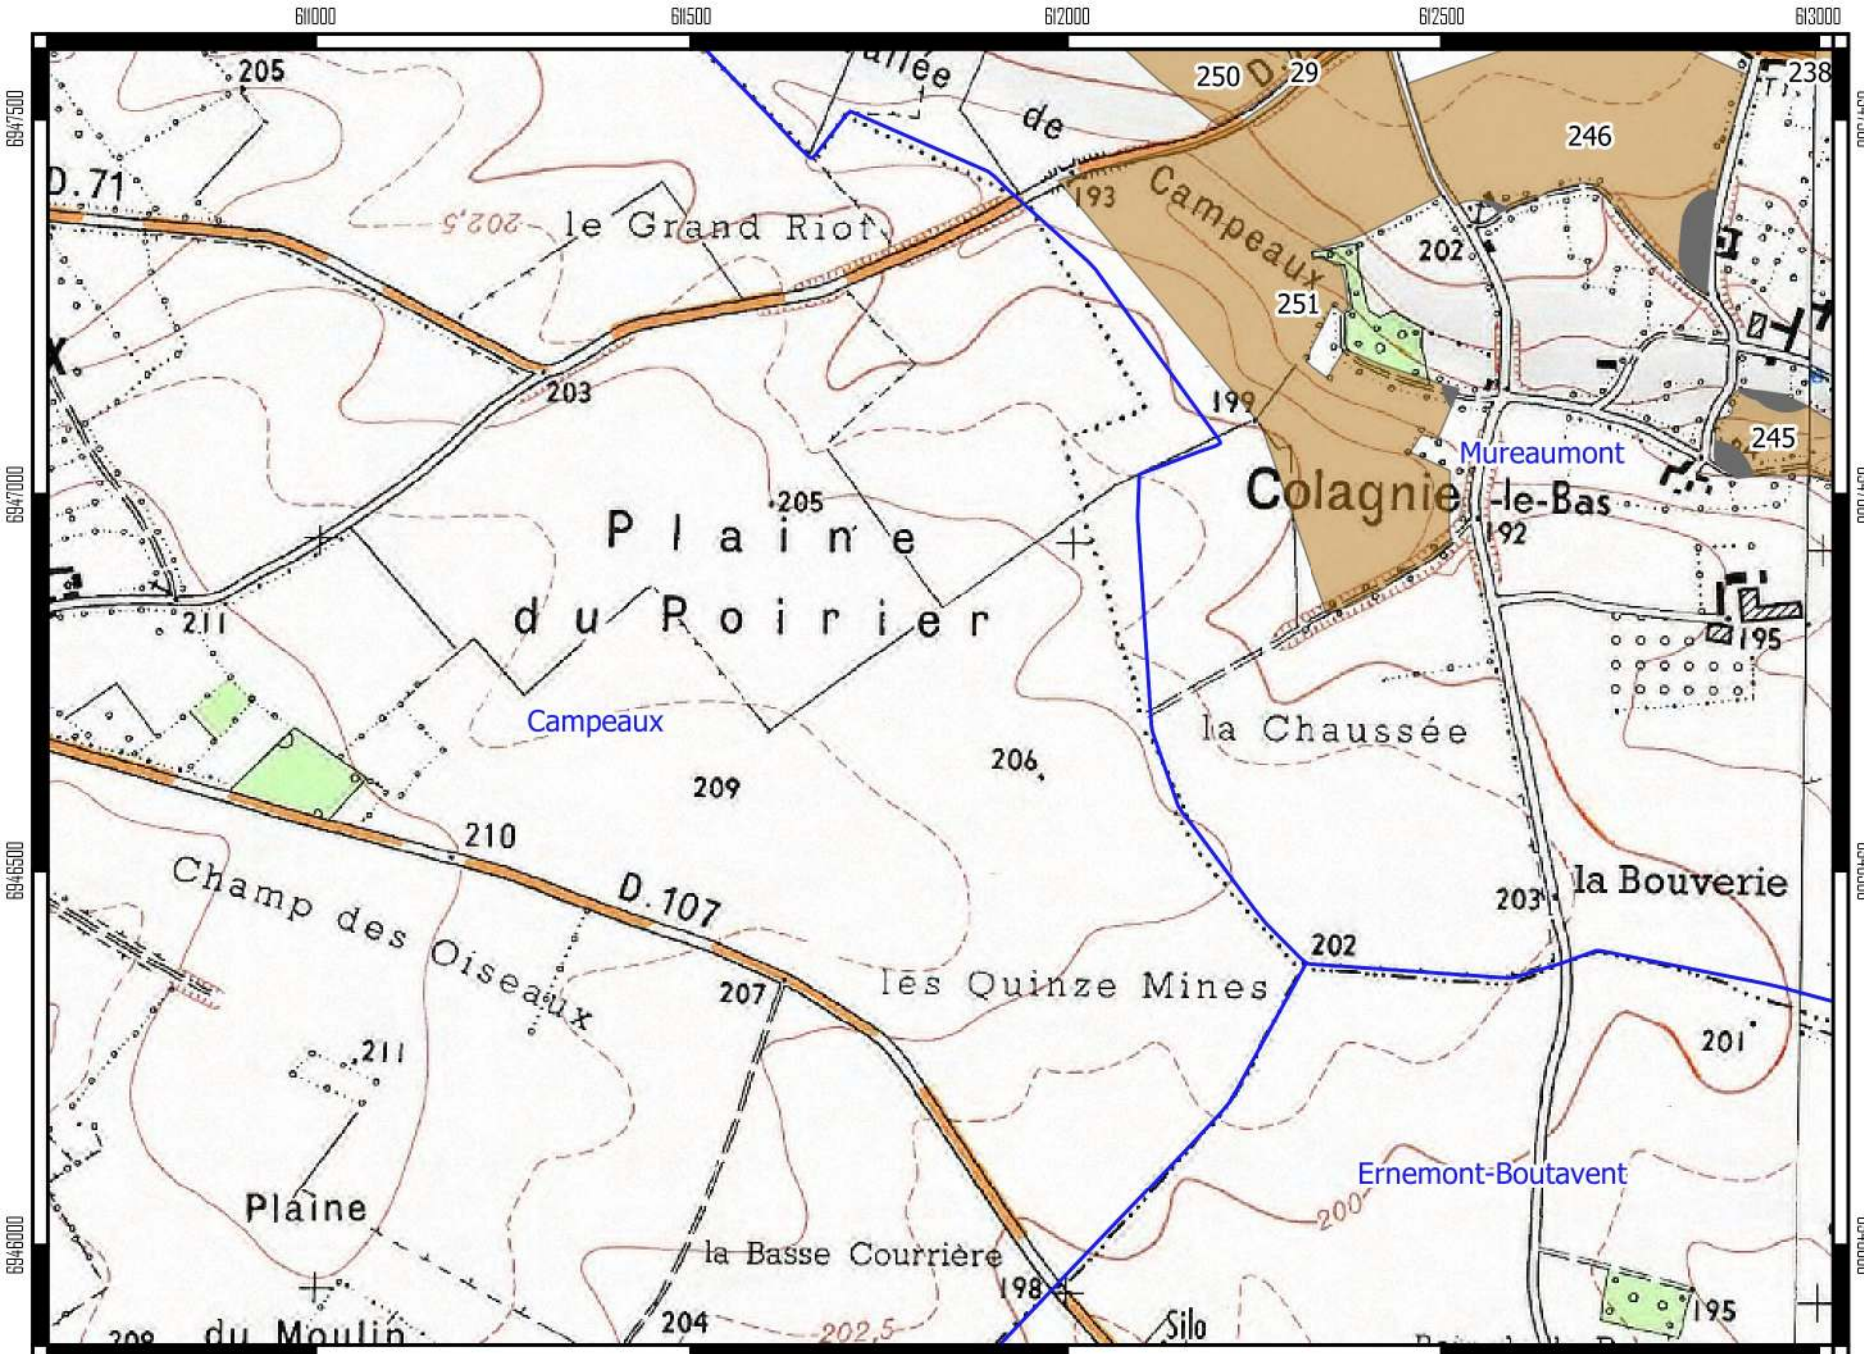 611000 611500 612000 612500 613000
6947500
6947000
6946500
6946000
205
250
D. 29
238
de
246
D.71
193
Campeaux
202,5
le Grand Riot
202
251
203
199
245
Mureaumont
205
Colagnie-le-Bas
Plaine
192
du Poirier
211
195
Campeaux
la Chaussée
206
209
210
Champ des Oiseaux
D.107
la Bouverie
203
202
207
les Quinze Mines
201
211
Ernemont-Boutavent
Plaine
200
la Basse Courrière
198
195
204
202,5
Silo
du Moulin